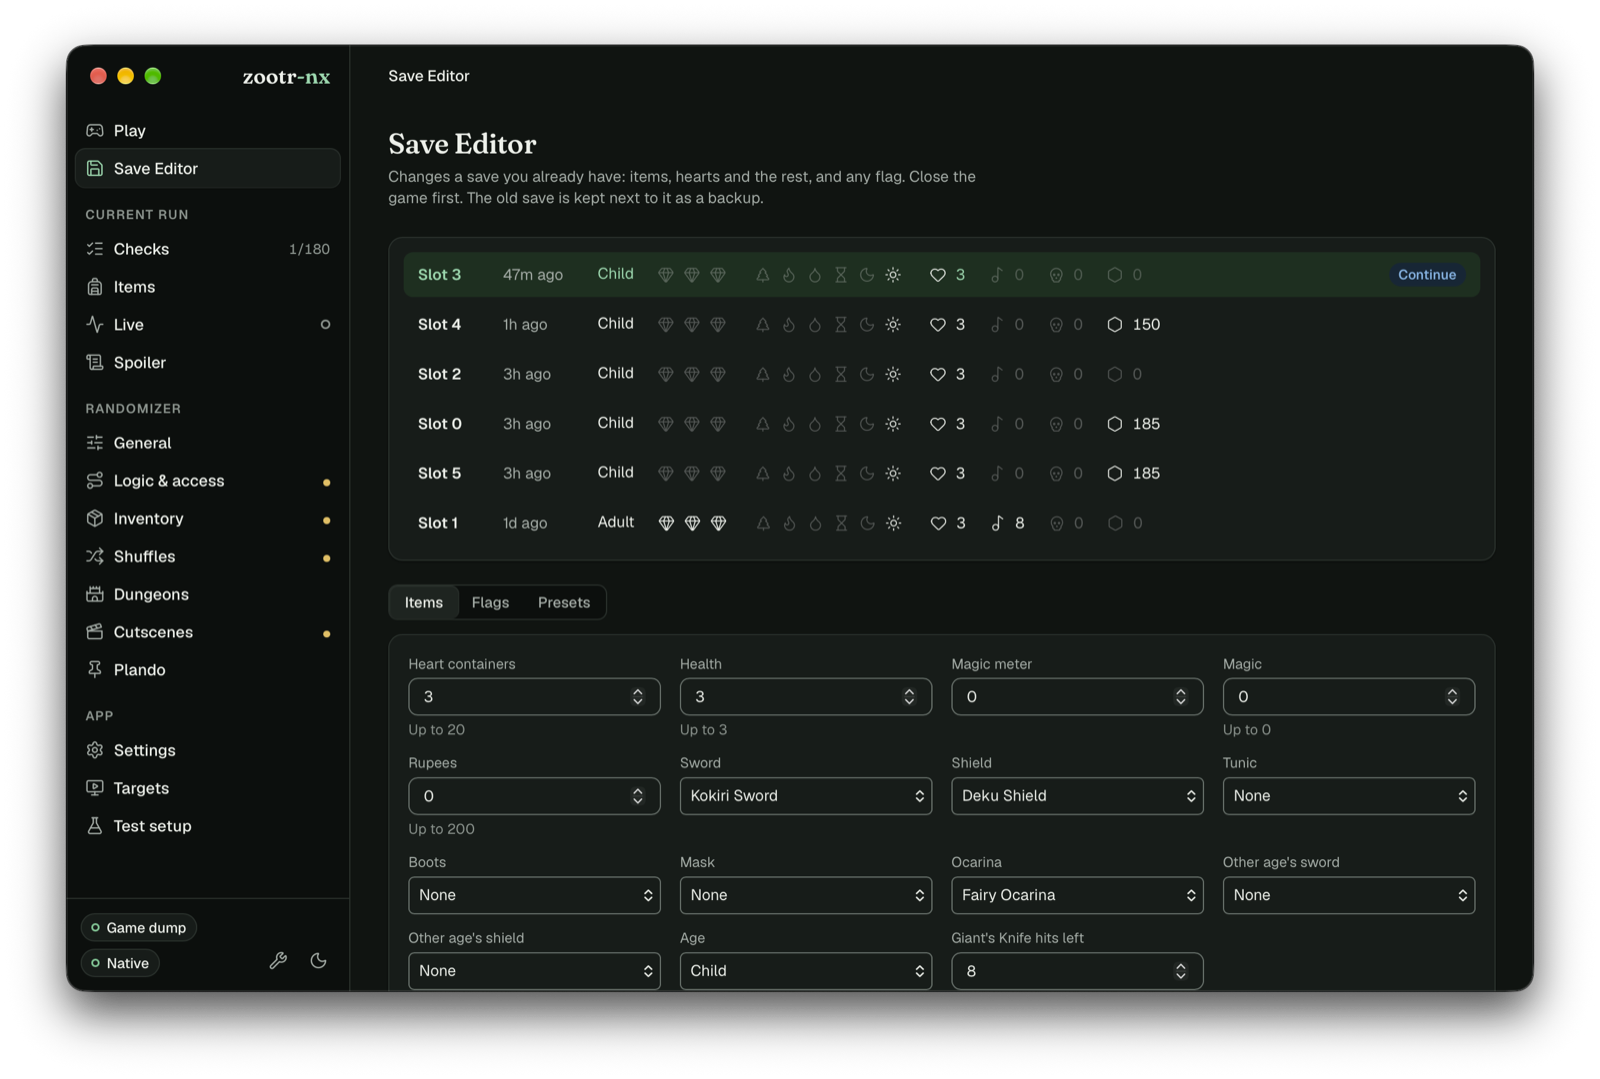 zootr-nx
Play
Save Editor
CURRENT RUN
Checks 1/180
Items
Live
Spoiler
RANDOMIZER
General
Logic & access
Inventory
Shuffles
Dungeons
Cutscenes
Plando
APP
Settings
Targets
Test setup
Game dump
Native
Save Editor
Save Editor
Changes a save you already have: items, hearts and the rest, and any flag. Close the
game first. The old save is kept next to it as a backup.
Slot 3 47m ago Child 3 0 0 0 Continue
Slot 4 1h ago Child 3 0 0 150
Slot 2 3h ago Child 3 0 0 0
Slot 0 3h ago Child 3 0 0 185
Slot 5 3h ago Child 3 0 0 185
Slot 1 1d ago Adult 3 8 0 0
Items Flags Presets
Heart containers Health Magic meter Magic
3 3 0 0
Up to 20 Up to 3 Up to 0
Rupees Sword Shield Tunic
0 Kokiri Sword Deku Shield None
Up to 200
Boots Mask Ocarina Other age's sword
None None Fairy Ocarina None
Other age's shield Age Giant's Knife hits left
None Child 8